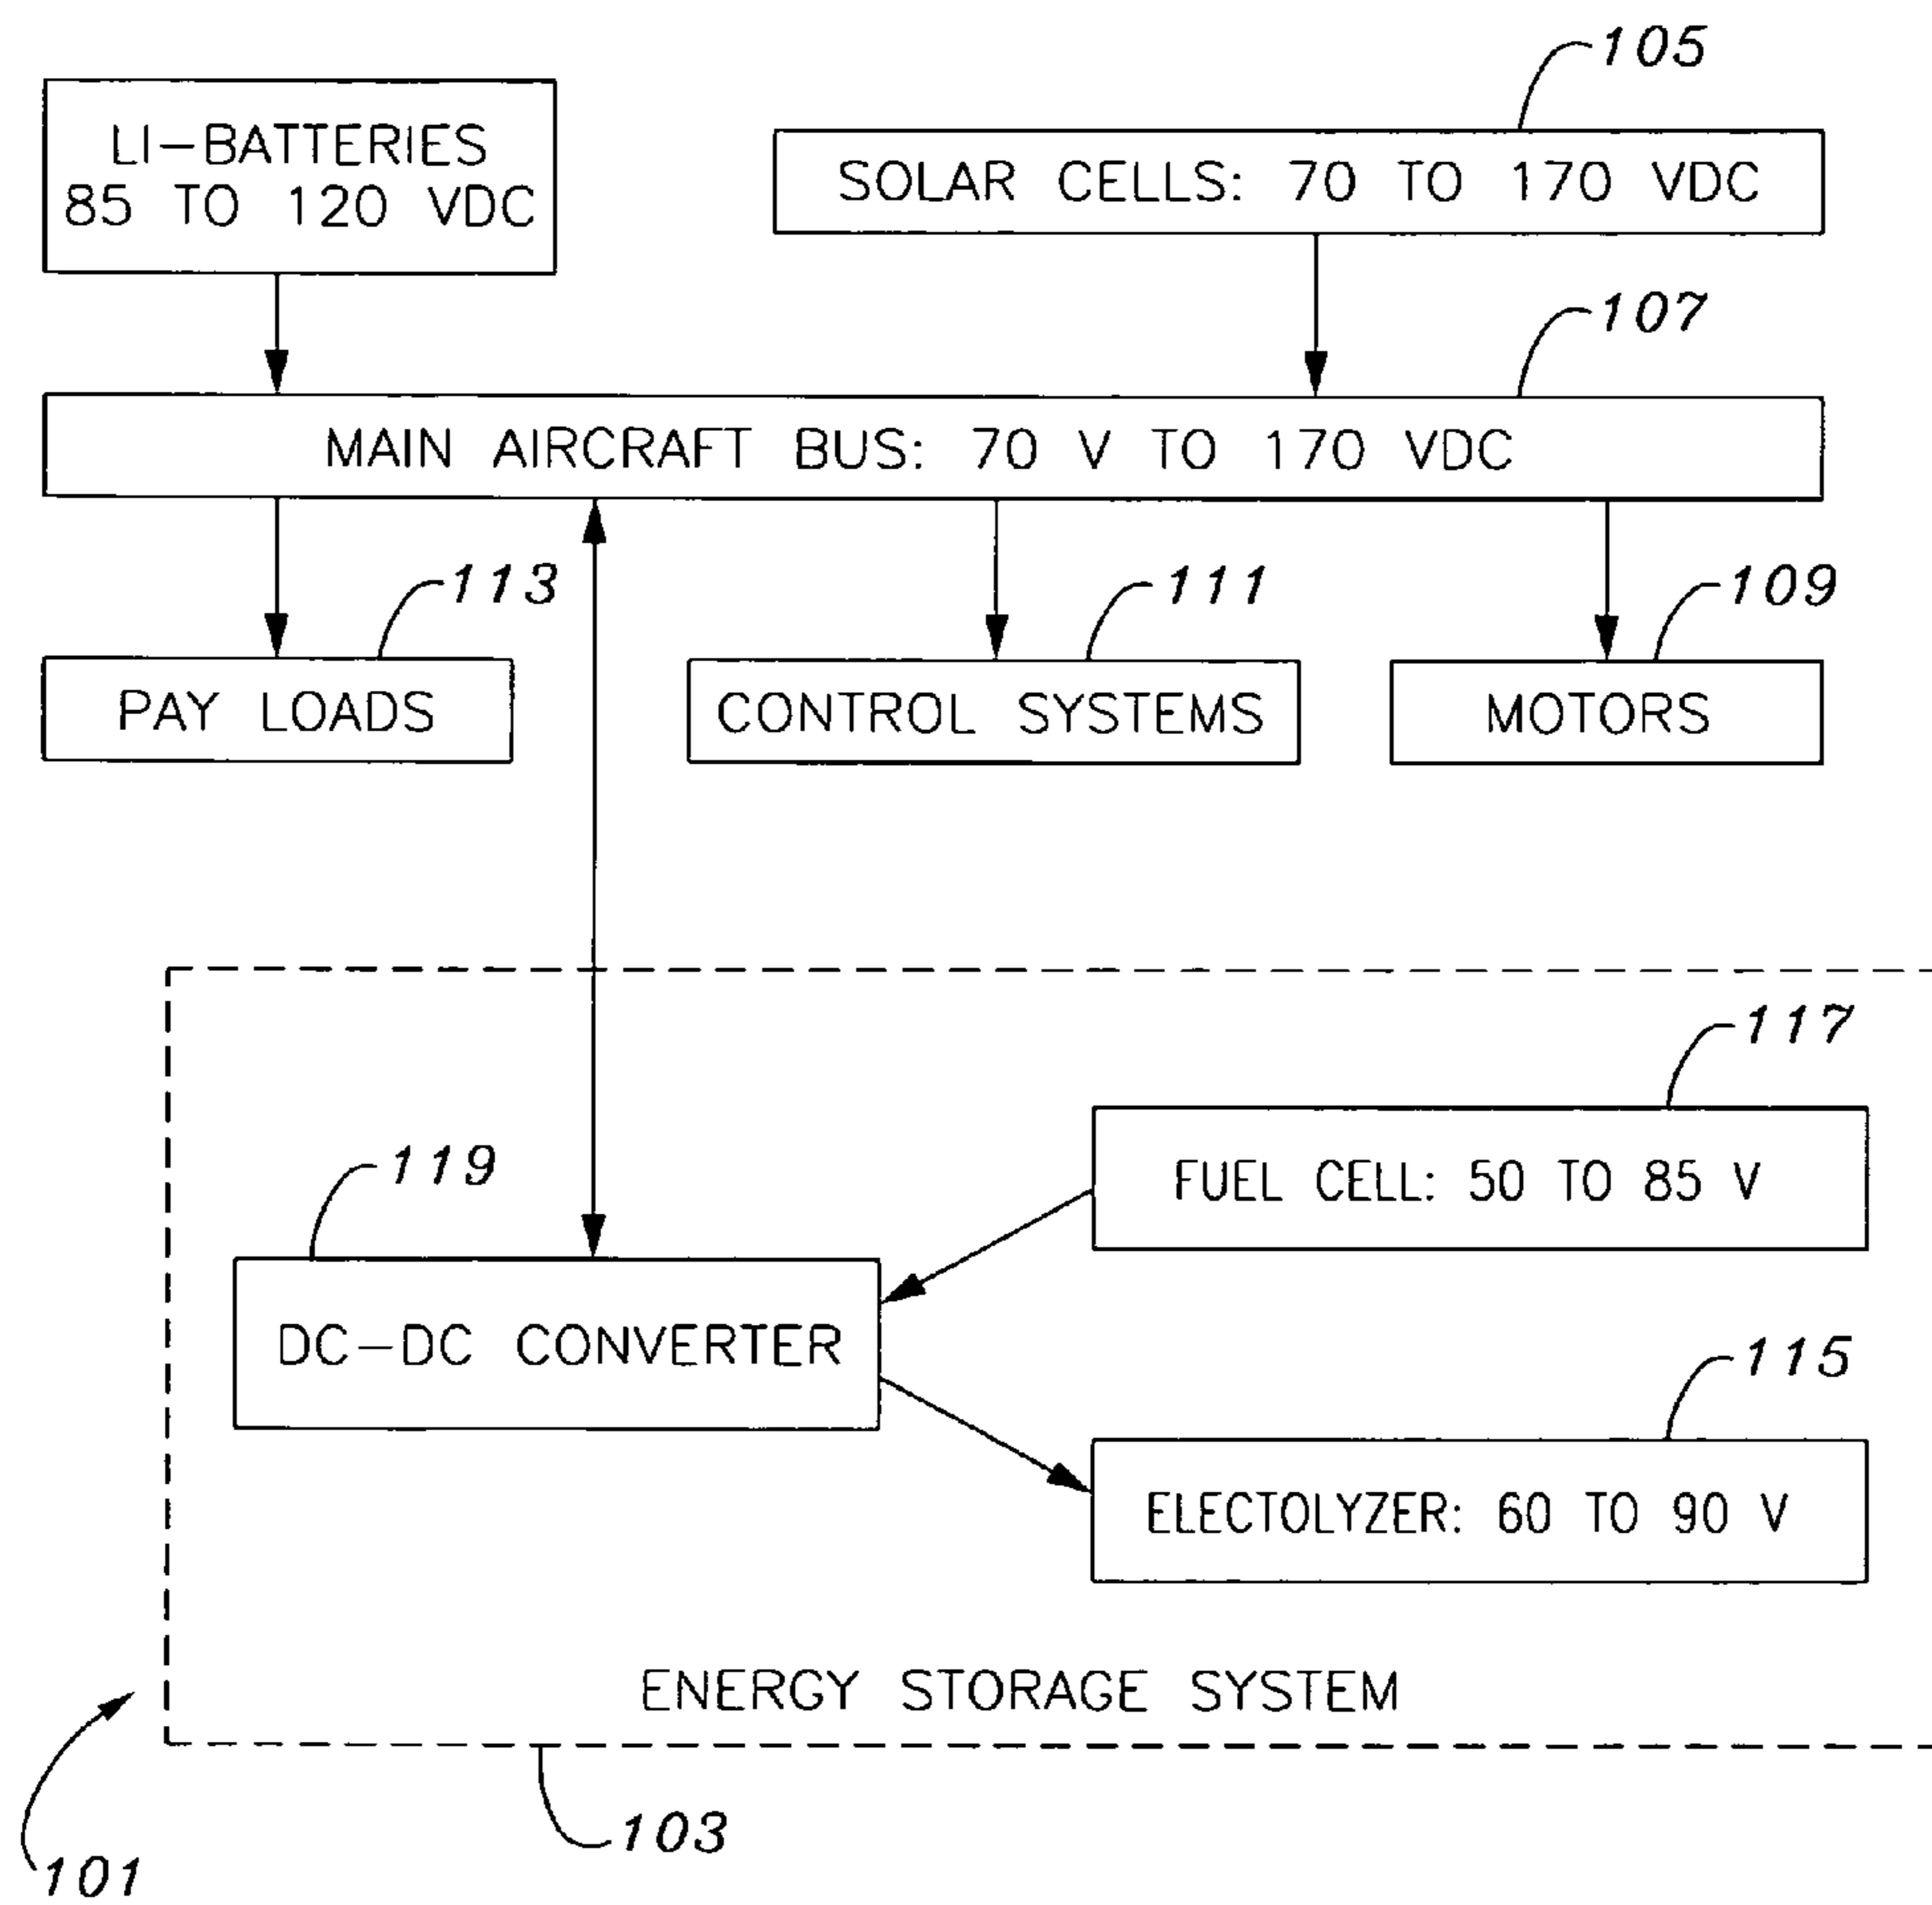 105
LI-BATTERIES
85 TO 120 VDC
SOLAR CELLS: 70 TO 170 VDC
107
MAIN AIRCRAFT BUS: 70 V TO 170 VDC
113
111
109
PAY LOADS
CONTROL SYSTEMS
MOTORS
117
FUEL CELL: 50 TO 85 V
119
DC-DC CONVERTER
115
ELECTOLYZER: 60 TO 90 V
ENERGY STORAGE SYSTEM
103
101